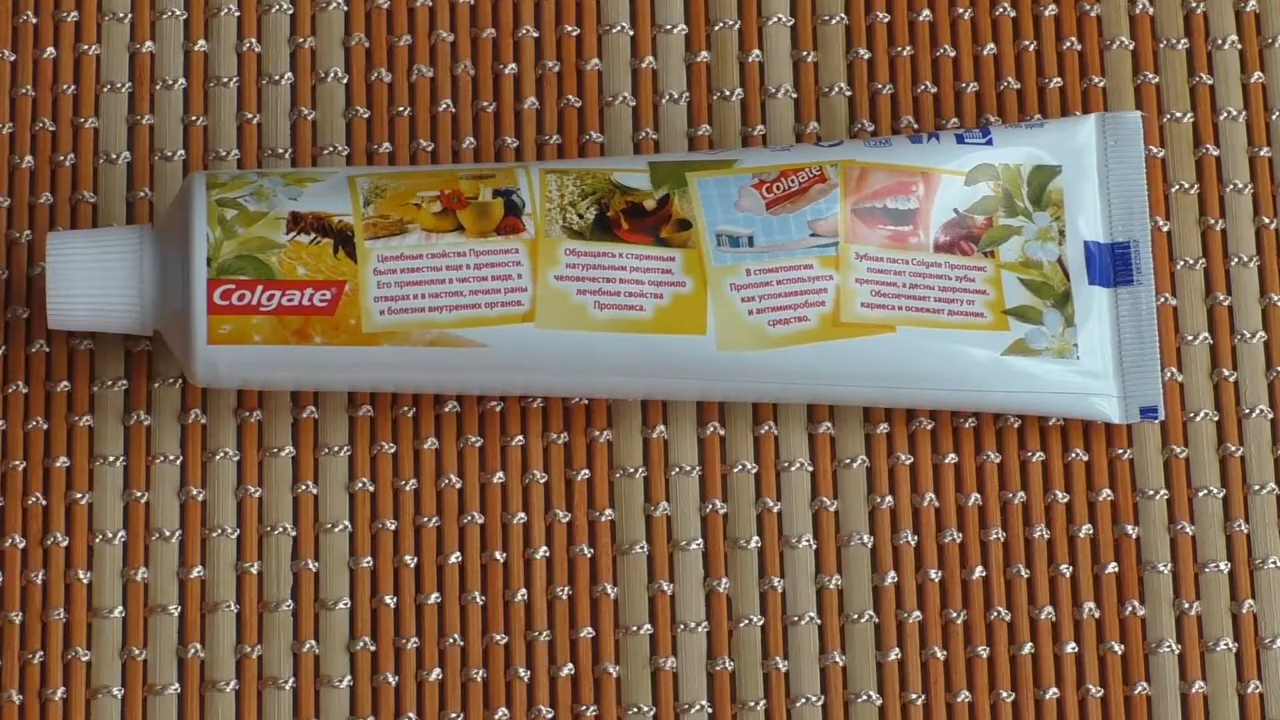 Colgate®
Целебные свойства Прополиса
были известны еще в древности.
Его применяли в чистом виде, в
отварах и в настоях, лечили раны
и болезни внутренних органов.
Обращаясь к старинным
натуральным рецептам,
человечество вновь оценило
лечебные свойства
Прополиса.
Colgate
В стоматологии
Прополис используется
как успокаивающее
и антимикробное
средство.
Зубная паста Colgate Прополис
помогает сохранить зубы
крепкими, а десны здоровыми.
Обеспечивает защиту от
кариеса и освежает дыхание.
12M